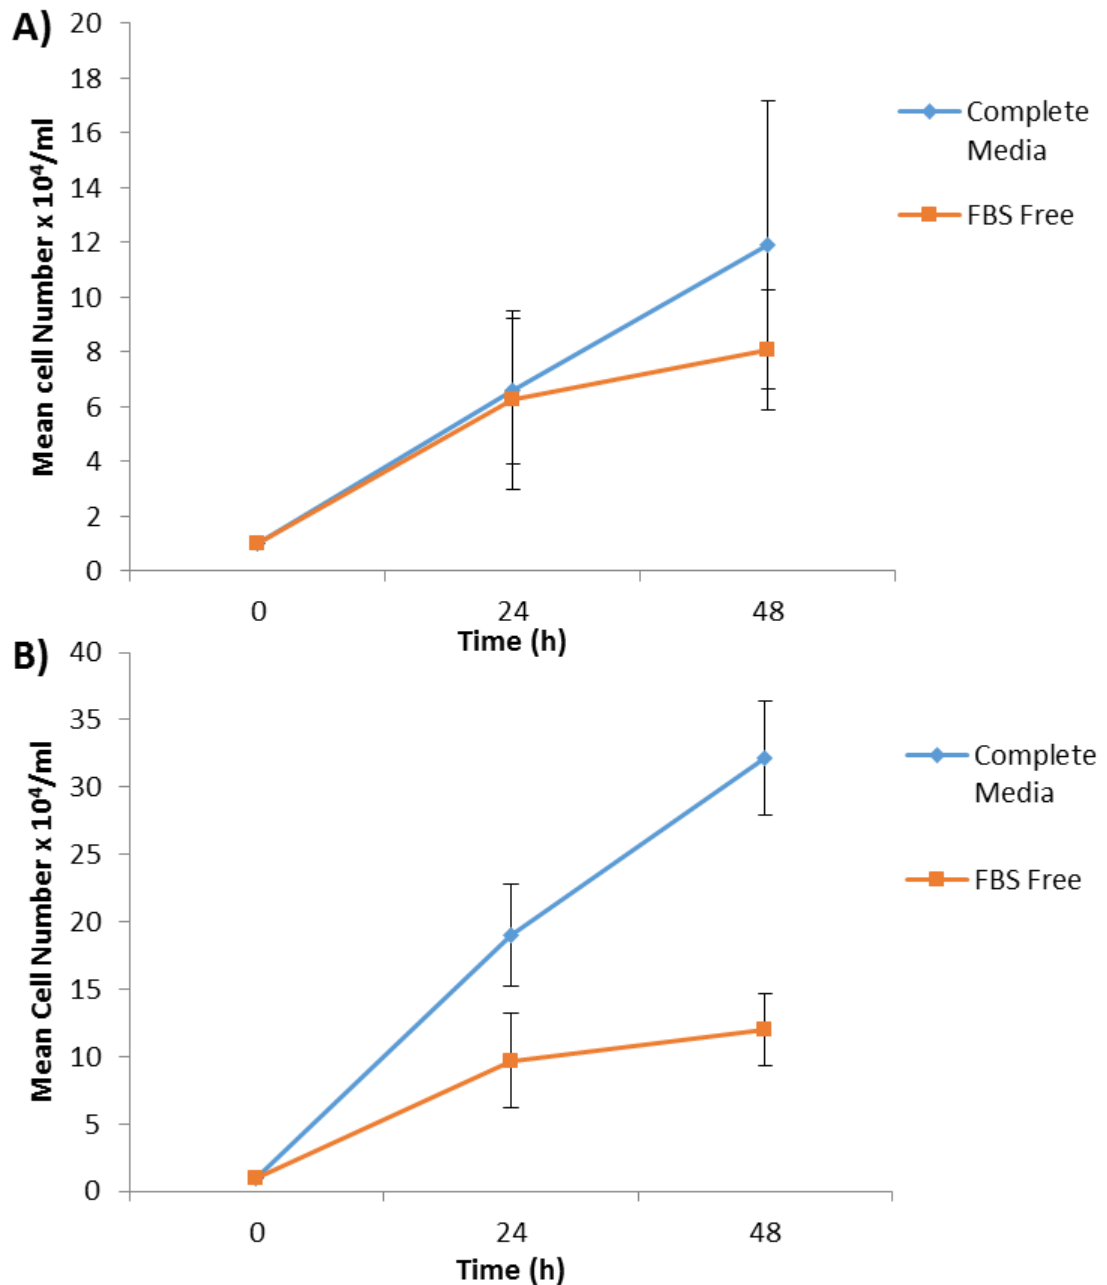 A)
Mean cell Number x 10⁴/ml
20
18
16
14
12
10
8
6
4
2
0
0 24 48
Time (h)
Complete
Media
FBS Free
B)
Mean Cell Number x 10⁴/ml
40
35
30
25
20
15
10
5
0
0 24 48
Time (h)
Complete
Media
FBS Free